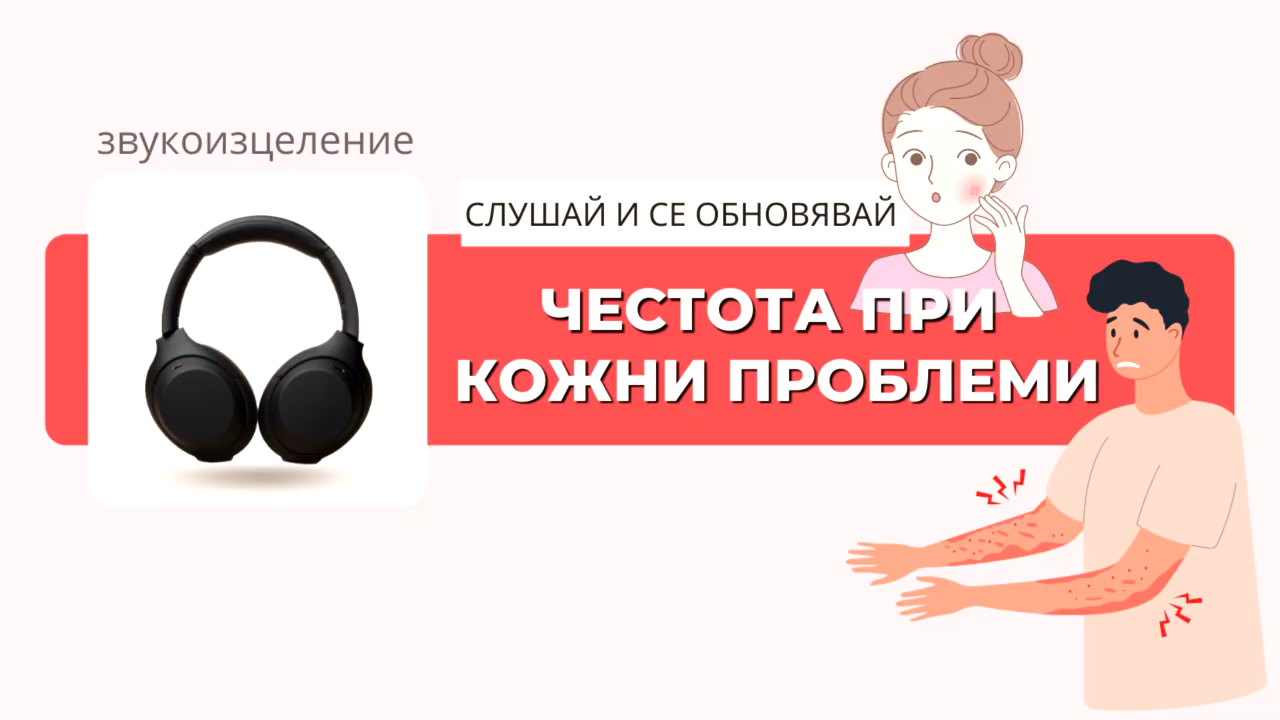 звукоизцеление
СЛУШАЙ И СЕ ОБНОВЯВАЙ
ЧЕСТОТА ПРИ
КОЖНИ ПРОБЛЕМИ